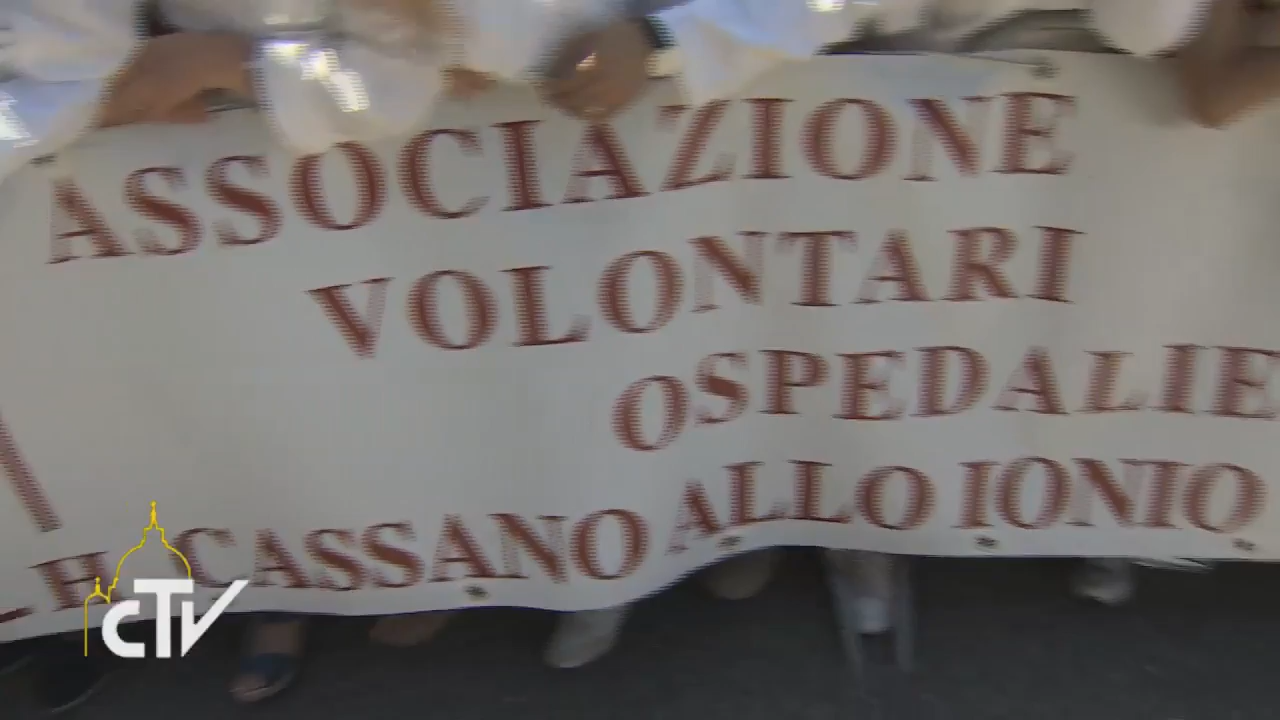 ASSOCIAZIONE
VOLONTARI
OSPEDALIE
CASSANO ALLO IONIO
CTV